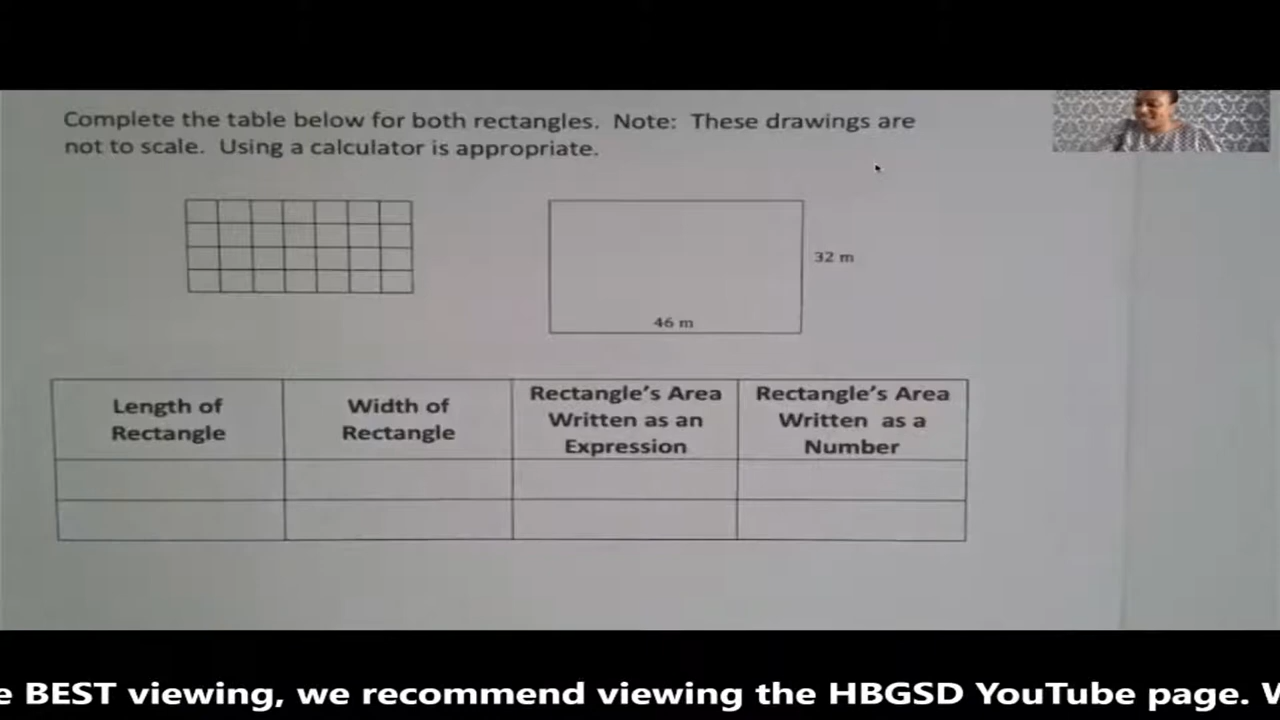 Complete the table below for both rectangles.  Note:  These drawings are
not to scale.  Using a calculator is appropriate.
32 m
46 m
Length of
Rectangle
Width of
Rectangle
Rectangle's Area
Written as an
Expression
Rectangle's Area
Written  as a
Number
BEST viewing, we recommend viewing the HBGSD YouTube page.